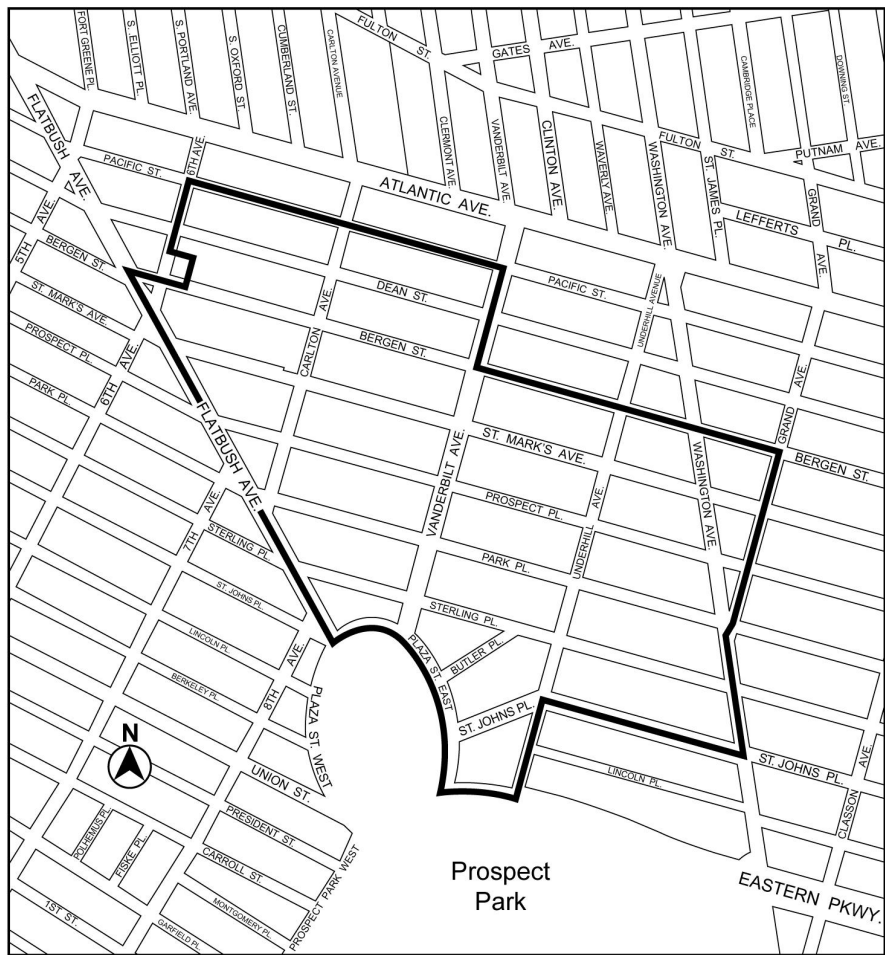 FORT GREENE PL.
S. ELLIOTT PL.
S. PORTLAND AVE.
S. OXFORD ST.
CUMBERLAND ST.
CARLTON AVENUE
FULTON ST.
GATES AVE.
CAMBRIDGE PLACE
DOWNING ST.
FLATBUSH AVE.
CLERMONT AVE.
VANDERBILT AVE.
CLINTON AVE.
WAVERLY AVE.
WASHINGTON AVE.
FULTON ST.
PUTNAM AVE.
ST. JAMES PL.
PACIFIC ST.
6TH AVE.
ATLANTIC AVE.
LEFFERTS PL.
GRAND AVE.
5TH AVE.
BERGEN ST.
DEAN ST.
PACIFIC ST.
UNDERHILL AVENUE
ST. MARK'S AVE.
CARLTON AVE.
BERGEN ST.
PROSPECT PL.
6TH AVE.
PARK PL.
GRAND AVE.
FLATBUSH AVE.
VANDERBILT AVE.
ST. MARK'S AVE.
WASHINGTON AVE.
BERGEN ST.
7TH AVE.
PROSPECT PL.
UNDERHILL AVE.
STERLING PL.
PARK PL.
ST. JOHNS PL.
STERLING PL.
LINCOLN PL.
8TH AVE.
PLAZA ST. EAST
BUTLER PL.
BERKELEY PL.
PLAZA ST. WEST
ST. JOHNS PL.
N
UNION ST.
LINCOLN PL.
ST. JOHNS PL.
CLASSON AVE.
POLHEMUS PL.
FISKE PL.
PRESIDENT ST.
CARROLL ST.
PROSPECT PARK WEST
Prospect
Park
EASTERN PKWY.
1ST ST.
MONTGOMERY PL.
GARFIELD PL.